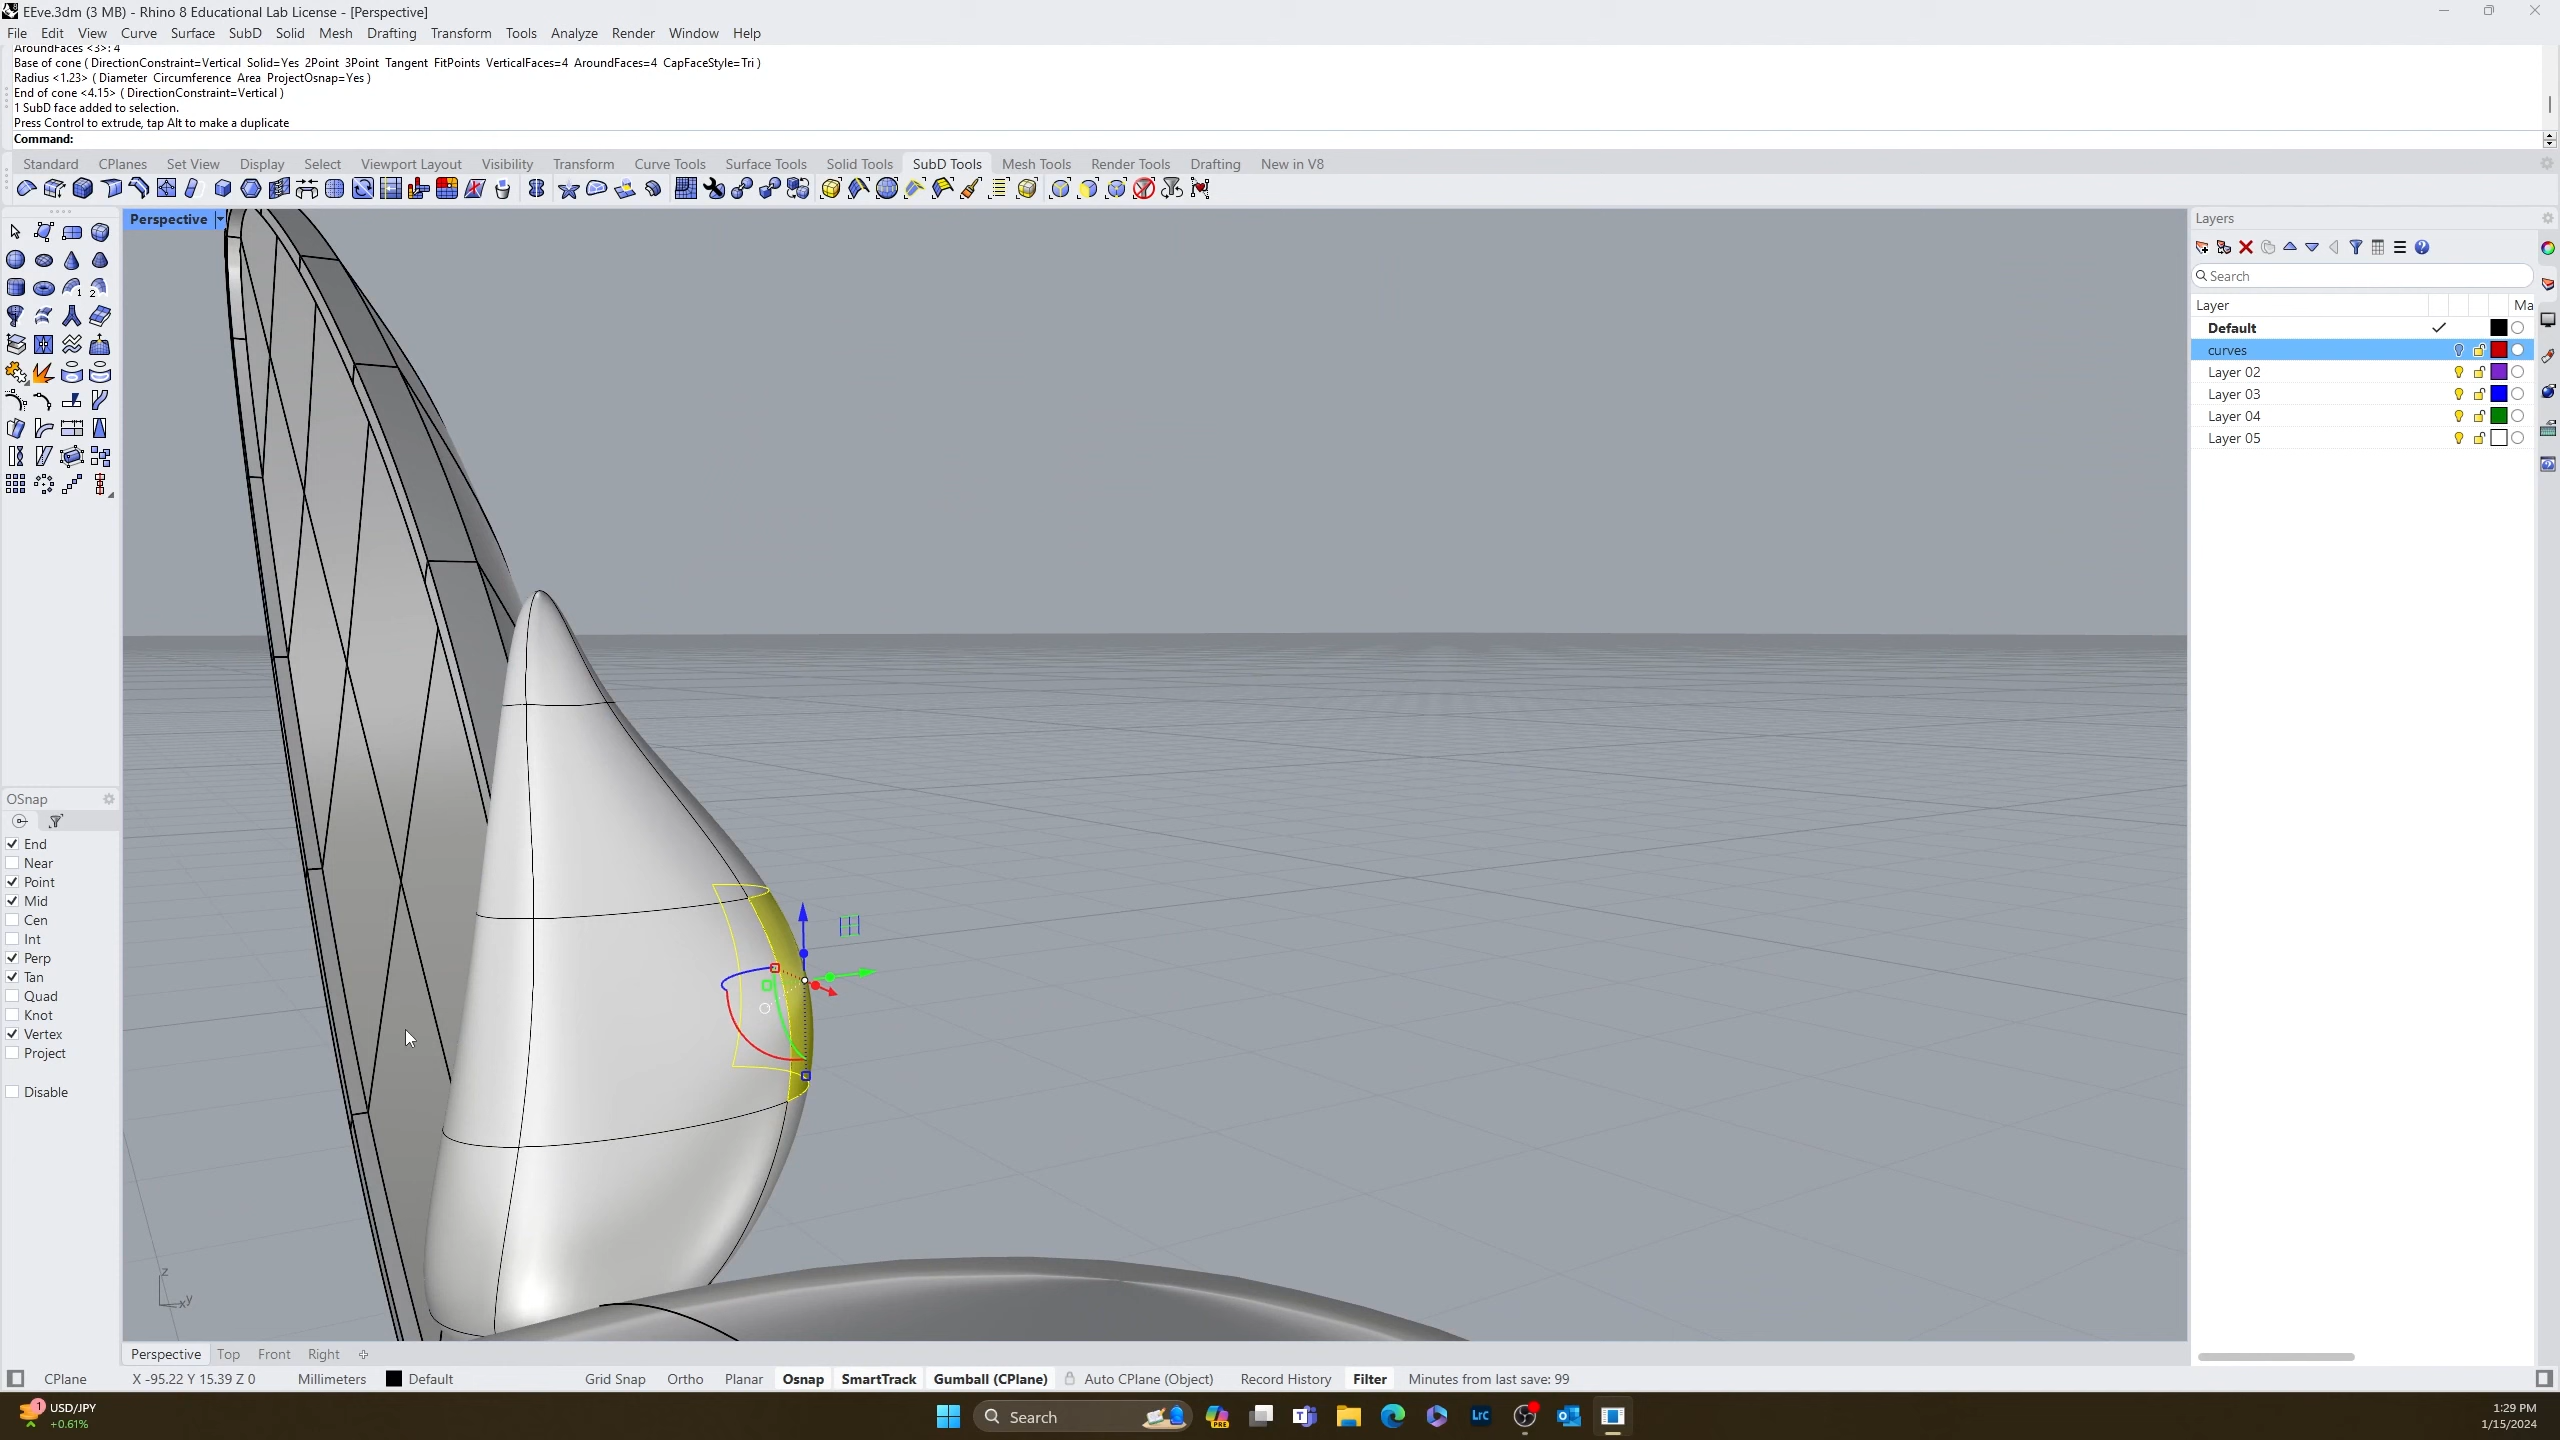 EEve.3dm (3 MB) - Rhino 8 Educational Lab License - [Perspective]
File Edit View Curve Surface SubD Solid Mesh Drafting Transform Tools Analyze Render Window Help
AroundFaces <3>: 4
Base of cone ( DirectionConstraint=Vertical Solid=Yes 2Point 3Point Tangent FitPoints VerticalFaces=4 AroundFaces=4 CapFaceStyle=Tri )
Radius <1.23> ( Diameter Circumference Area ProjectOsnap=Yes )
End of cone <4.15> ( DirectionConstraint=Vertical )
1 SubD face added to selection.
Press Control to extrude, tap Alt to make a duplicate
Command:
Standard CPlanes Set View Display Select Viewport Layout Visibility Transform Curve Tools Surface Tools Solid Tools SubD Tools Mesh Tools Render Tools Drafting New in V8
Perspective
Layers
Search
Layer Ma
Default
curves
Layer 02
Layer 03
Layer 04
Layer 05
OSnap
End
Near
Point
Mid
Cen
Int
Perp
Tan
Quad
Knot
Vertex
Project
Disable
z
x y
Perspective Top Front Right
CPlane X -95.22 Y 15.39 Z 0 Millimeters Default Grid Snap Ortho Planar Osnap SmartTrack Gumball (CPlane) Auto CPlane (Object) Record History Filter Minutes from last save: 99
1
USD/JPY
+0.61%
Search
PRE
Lrc
1:29 PM
1/15/2024